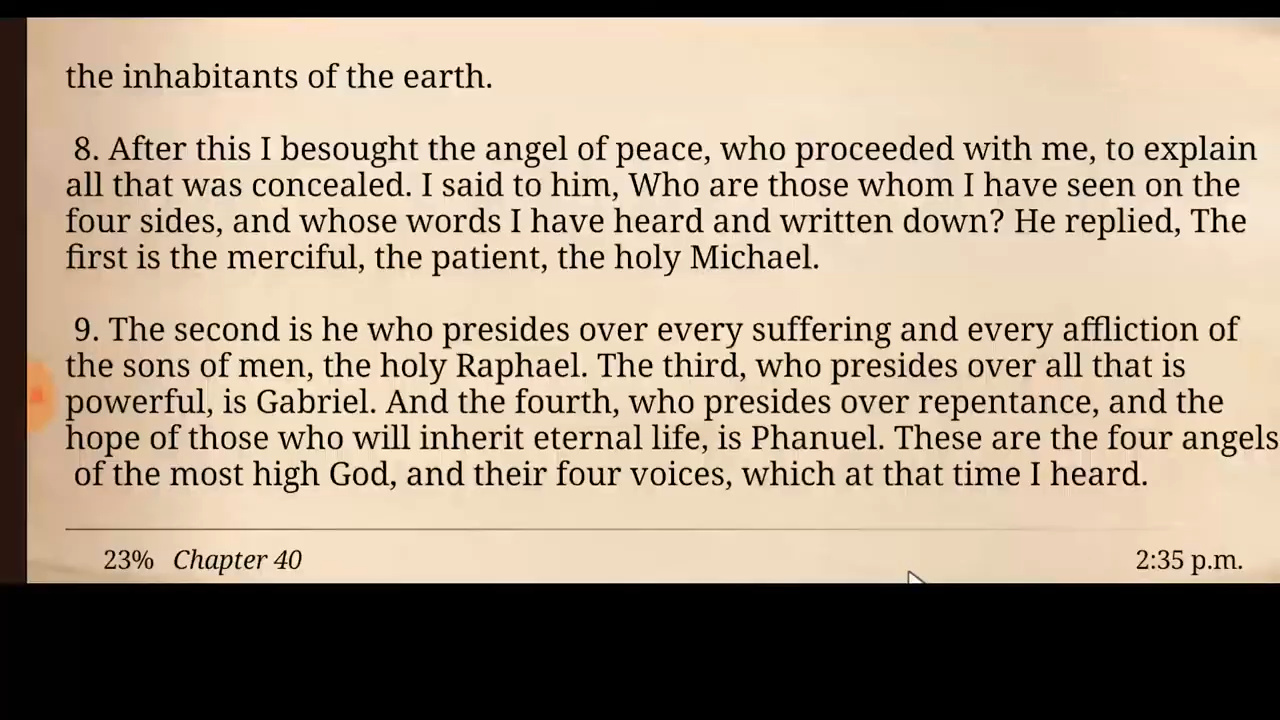 the inhabitants of the earth.
8. After this I besought the angel of peace, who proceeded with me, to explain
all that was concealed. I said to him, Who are those whom I have seen on the
four sides, and whose words I have heard and written down? He replied, The
first is the merciful, the patient, the holy Michael.
9. The second is he who presides over every suffering and every affliction of
the sons of men, the holy Raphael. The third, who presides over all that is
powerful, is Gabriel. And the fourth, who presides over repentance, and the
hope of those who will inherit eternal life, is Phanuel. These are the four angels
of the most high God, and their four voices, which at that time I heard.
23% Chapter 40 2:35 p.m.